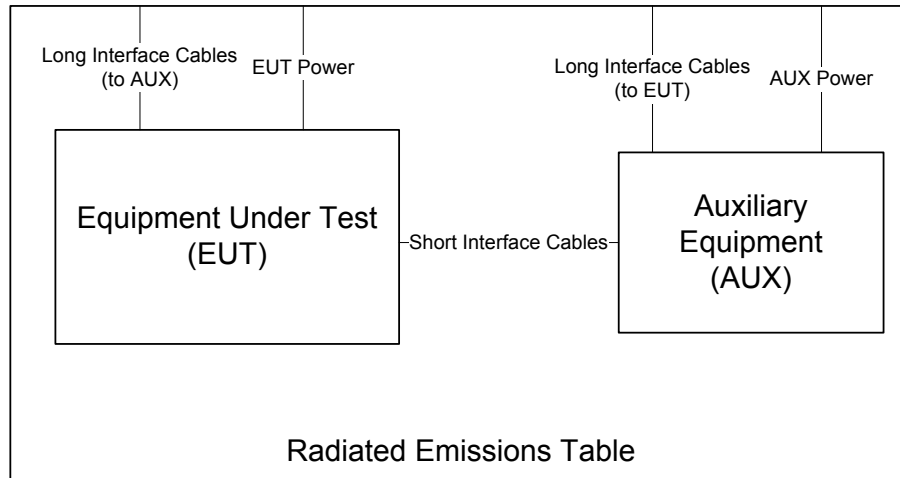 Long Interface Cables
(to AUX)
EUT Power
Long Interface Cables
(to EUT)
AUX Power
Equipment Under Test
(EUT)
Short Interface Cables
Auxiliary
Equipment
(AUX)
Radiated Emissions Table